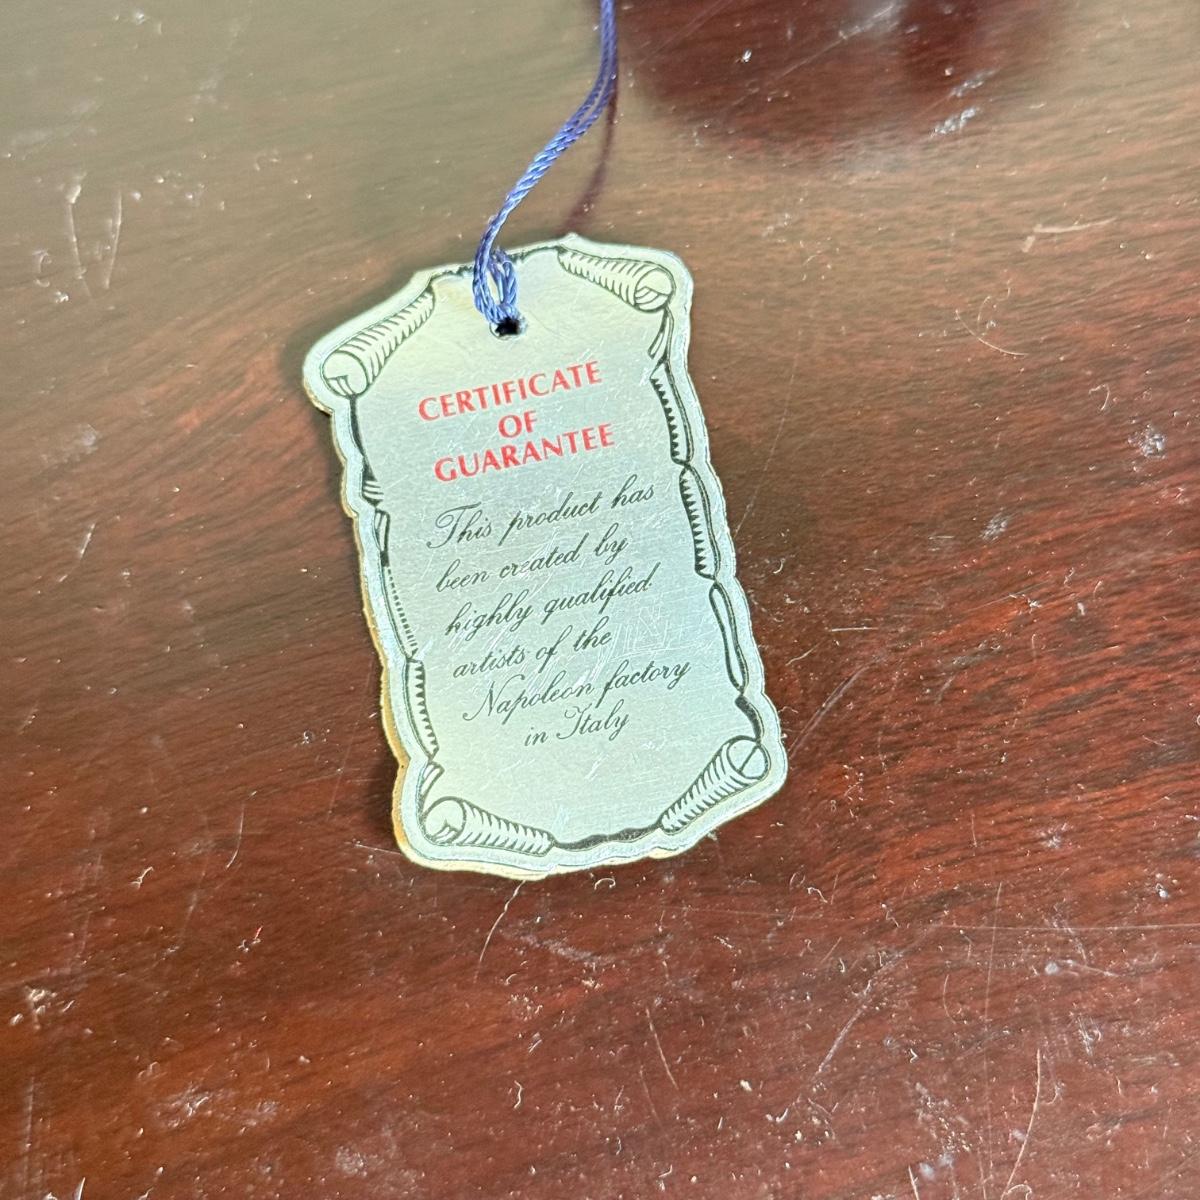 CERTIFICATE
OF
GUARANTEE
This product has
been created by
highly qualified
artists of the
Napoleon factory
in Italy